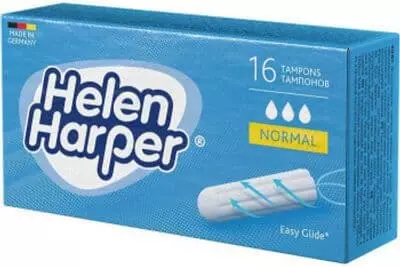 MADE IN
GERMANY
Helen
Harper®
16 TAMPONS
ТАМПОНОВ
NORMAL
Easy Glide*